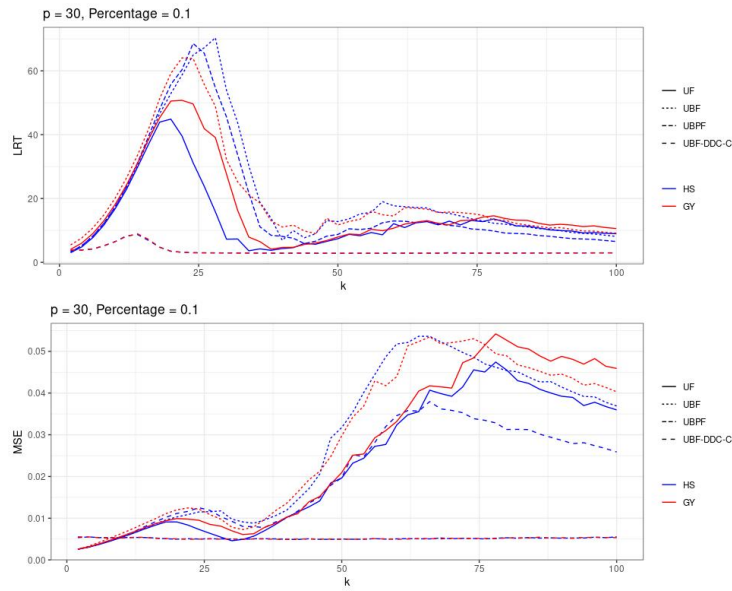 p = 30, Percentage = 0.1
60
40
20
0
LRT
0 25 50 75 100
k
UF
UBF
UBPF
UBF-DDC-C
HS
GY
p = 30, Percentage = 0.1
0.05
0.04
0.03
0.02
0.01
0.00
MSE
0 25 50 75 100
k
UF
UBF
UBPF
UBF-DDC-C
HS
GY